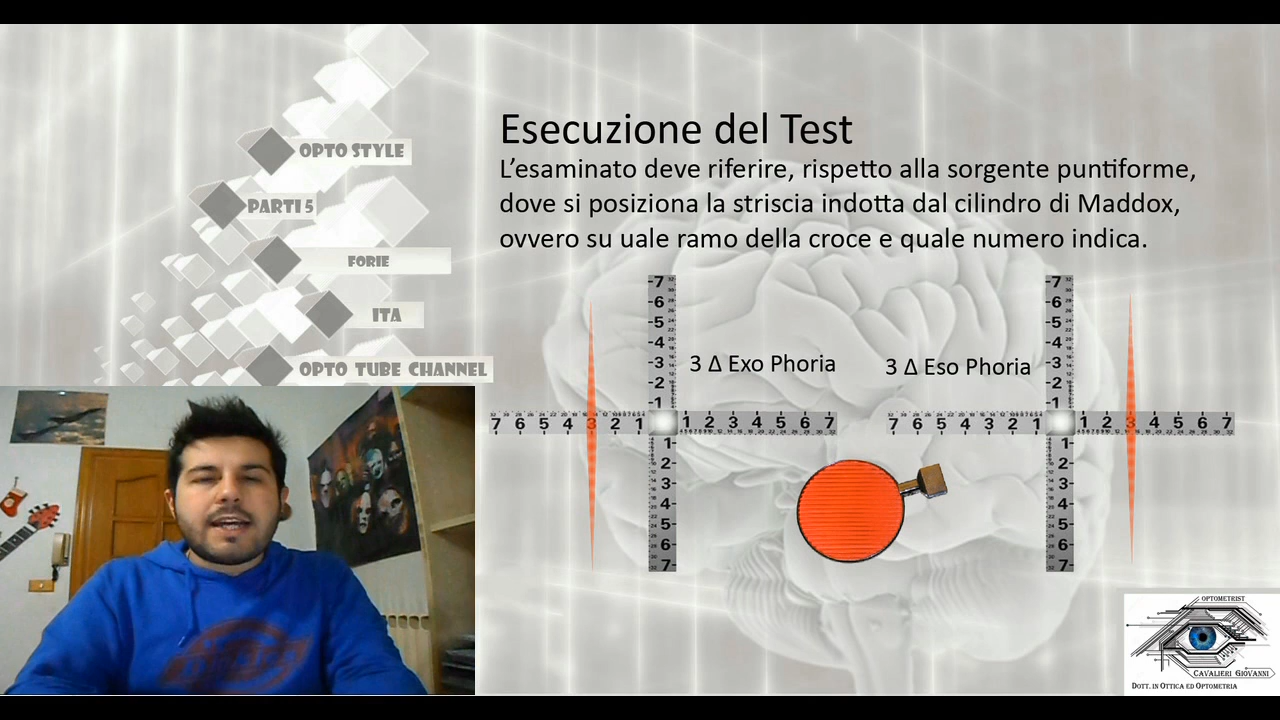 Esecuzione del Test
L'esaminato deve riferire, rispetto alla sorgente puntiforme,
dove si posiziona la striscia indotta dal cilindro di Maddox,
ovvero su uale ramo della croce e quale numero indica.
OPTO STYLE
PARTI 5
FORIE
ITA
OPTO TUBE CHANNEL
3 Δ Exo Phoria
3 Δ Eso Phoria
7
6
5
4
3
2
1
7 6 5 4 3 2 1
1 2 3 4 5 6 7
1
2
3
4
5
6
7
7
6
5
4
3
2
1
7 6 5 4 3 2 1
1 2 3 4 5 6 7
1
2
3
4
5
6
7
OPTOMETRIST
CAVALIERI GIOVANNI
DOTT. IN OTTICA ED OPTOMETRIA